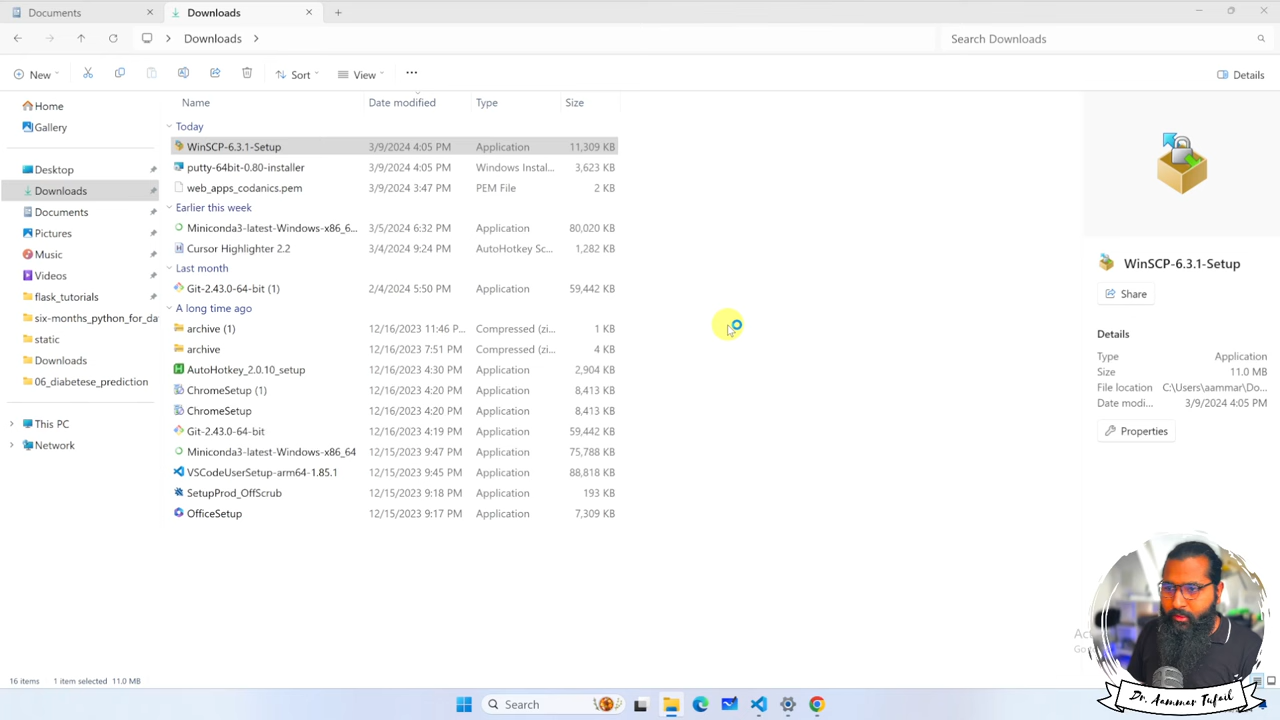 Documents
Downloads
Downloads
Search Downloads
New
Sort
View
Details
Name Date modified Type Size
Home
Gallery
Desktop
Downloads
Documents
Pictures
Music
Videos
flask_tutorials
six-months_python_for_da
static
Downloads
06_diabetese_prediction
This PC
Network
Today
WinSCP-6.3.1-Setup 3/9/2024 4:05 PM Application 11,309 KB
putty-64bit-0.80-installer 3/9/2024 4:05 PM Windows Instal... 3,623 KB
web_apps_codanics.pem 3/9/2024 3:47 PM PEM File 2 KB
Earlier this week
Miniconda3-latest-Windows-x86_6... 3/5/2024 6:32 PM Application 80,020 KB
Cursor Highlighter 2.2 3/4/2024 9:24 PM AutoHotkey Sc... 1,282 KB
Last month
Git-2.43.0-64-bit (1) 2/4/2024 5:50 PM Application 59,442 KB
A long time ago
archive (1) 12/16/2023 11:46 P... Compressed (zi... 1 KB
archive 12/16/2023 7:51 PM Compressed (zi... 4 KB
AutoHotkey_2.0.10_setup 12/16/2023 4:30 PM Application 2,904 KB
ChromeSetup (1) 12/16/2023 4:20 PM Application 8,413 KB
ChromeSetup 12/16/2023 4:20 PM Application 8,413 KB
Git-2.43.0-64-bit 12/16/2023 4:19 PM Application 59,442 KB
Miniconda3-latest-Windows-x86_64 12/15/2023 9:47 PM Application 75,788 KB
VSCodeUserSetup-arm64-1.85.1 12/15/2023 9:45 PM Application 88,818 KB
SetupProd_OffScrub 12/15/2023 9:18 PM Application 193 KB
OfficeSetup 12/15/2023 9:17 PM Application 7,309 KB
WinSCP-6.3.1-Setup
Share
Details
Type Application
Size 11.0 MB
File location C:\Users\aammar\Do...
Date modi... 3/9/2024 4:05 PM
Properties
16 items 1 item selected 11.0 MB
Search
Dr. Aammar Tufail